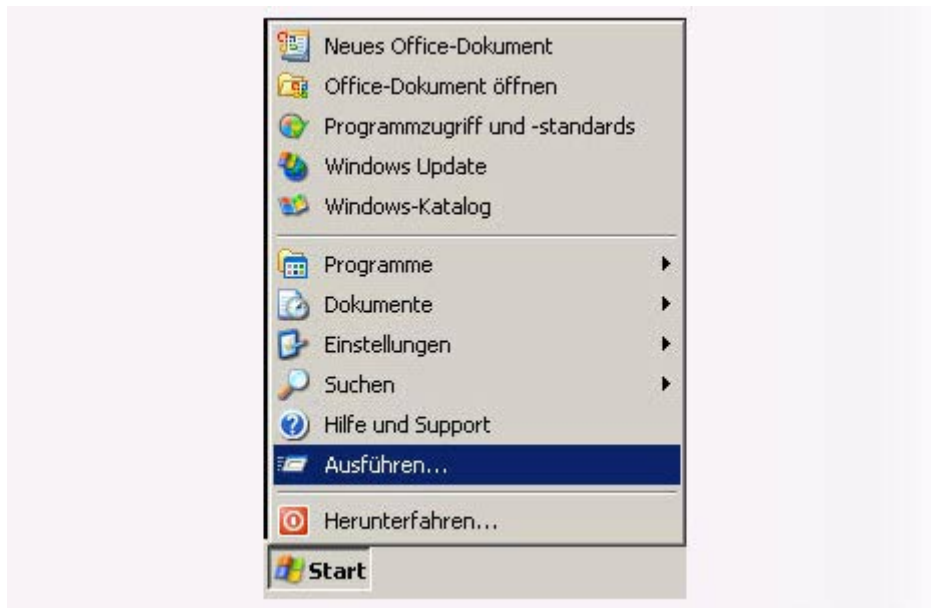 Neues Office-Dokument
Office-Dokument öffnen
Programmzugriff und -standards
Windows Update
Windows-Katalog
Programme
Dokumente
Einstellungen
Suchen
Hilfe und Support
Ausführen...
Herunterfahren...
Start